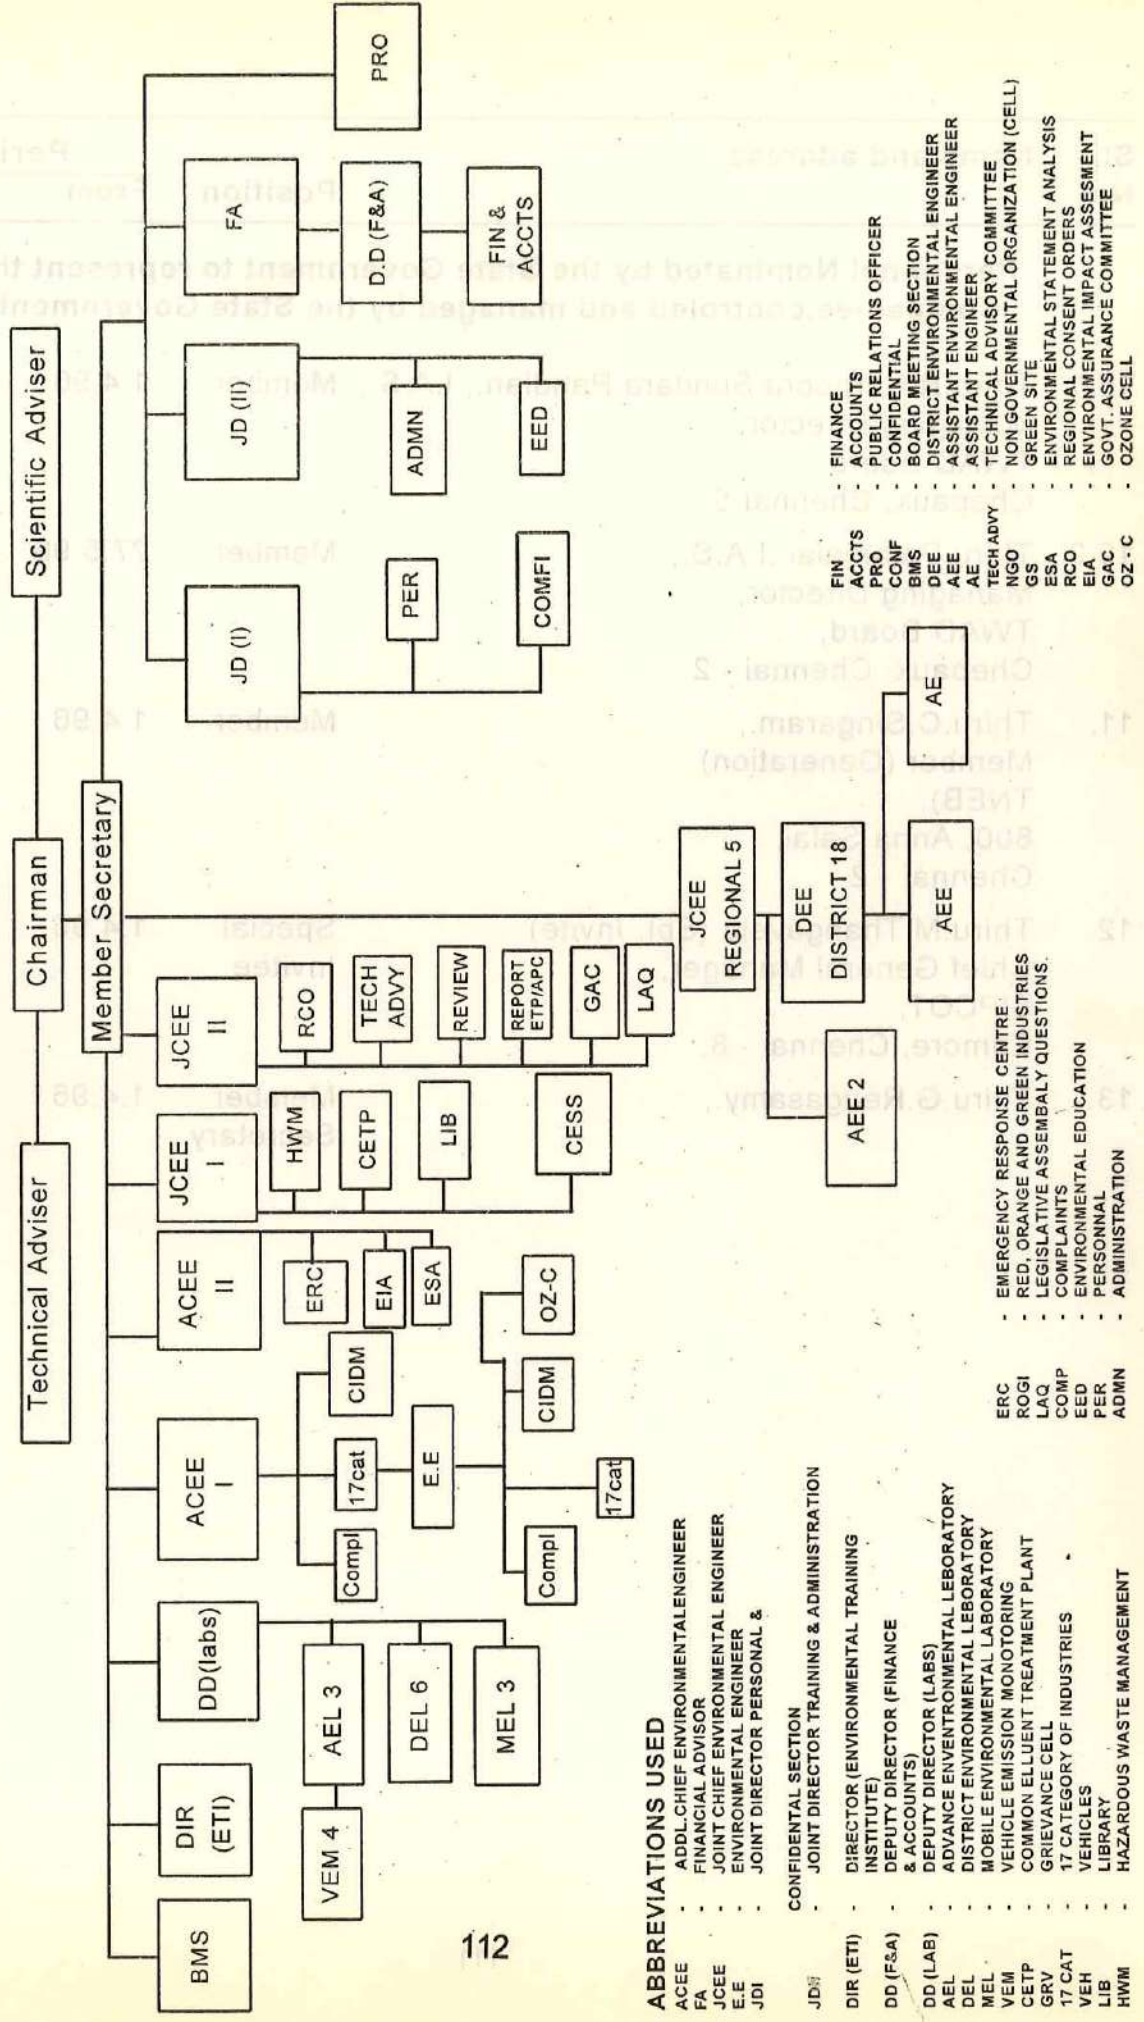 Technical Adviser
Chairman
Scientific Adviser
Member Secretary
BMS
DIR
(ETI)
DD(labs)
ACEE
I
ACEE
II
JCEE
I
JCEE
II
JD (I)
JD (II)
FA
PRO
VEM 4
AEL 3
DEL 6
MEL 3
Compl
17cat
CIDM
E.E
Compl
17cat
CIDM
OZ-C
ERC
EIA
ESA
HWM
CETP
LIB
CESS
RCO
TECH
ADVY
REVIEW
REPORT
ETP/APC
GAC
LAQ
PER
COMFI
ADMN
EED
D.D (F&A)
FIN &
ACCTS
JCEE
REGIONAL 5
DEE
DISTRICT 18
AEE 2
AEE
AE
112
ABBREVIATIONS USED
ACEE - ADDL.CHIEF ENVIRONMENTALENGINEER
FA - FINANCIAL ADVISOR
JCEE - JOINT CHIEF ENVIRONMENTAL ENGINEER
E.E - ENVIRONMENTAL ENGINEER
JDI - JOINT DIRECTOR PERSONAL &
CONFIDENTAL SECTION
JDII - JOINT DIRECTOR TRAINING & ADMINISTRATION
DIR (ETI) - DIRECTOR (ENVIRONMENTAL TRAINING
INSTITUTE)
DD (F&A) - DEPUTY DIRECTOR (FINANCE
& ACCOUNTS)
DD (LAB) - DEPUTY DIRECTOR (LABS)
AEL - ADVANCE ENVENTRONMENTAL LEBORATORY
DEL - DISTRICT ENVIRONMENTAL LEBORATORY
MEL - MOBILE ENVIRONMENTAL LABORATORY
VEM - VEHICLE EMISSION MONOTORING
CETP - COMMON ELLUENT TREATMENT PLANT
GRV - GRIEVANCE CELL
17 CAT - 17 CATEGORY OF INDUSTRIES
VEH - VEHICLES
LIB - LIBRARY
HWM - HAZARDOUS WASTE MANAGEMENT
ERC - EMERGENCY RESPONSE CENTRE
ROGI - RED, ORANGE AND GREEN INDUSTRIES
LAQ - LEGISLATIVE ASSEMBALY QUESTIONS.
COMP - COMPLAINTS
EED - ENVIRONMENTAL EDUCATION
PER - PERSONNAL
ADMN - ADMINISTRATION
FIN - FINANCE
ACCTS - ACCOUNTS
PRO - PUBLIC RELATIONS OFFICER
CONF - CONFIDENTIAL
BMS - BOARD MEETING SECTION
DEE - DISTRICT ENVIRONMENTAL ENGINEER
AEE - ASSISTANT ENVIRONMENTAL ENGINEER
AE - ASSISTANT ENGINEER
TECH ADVY - TECHNICAL ADVISORY COMMITTEE
NGO - NON GOVERNMENTAL ORGANIZATION (CELL)
GS - GREEN SITE
ESA - ENVIRONMENTAL STATEMENT ANALYSIS
RCO - REGIONAL CONSENT ORDERS
EIA - ENVIRONMENTAL IMPACT ASSESMENT
GAC - GOVT. ASSURANCE COMMITTEE
OZ-C - OZONE CELL